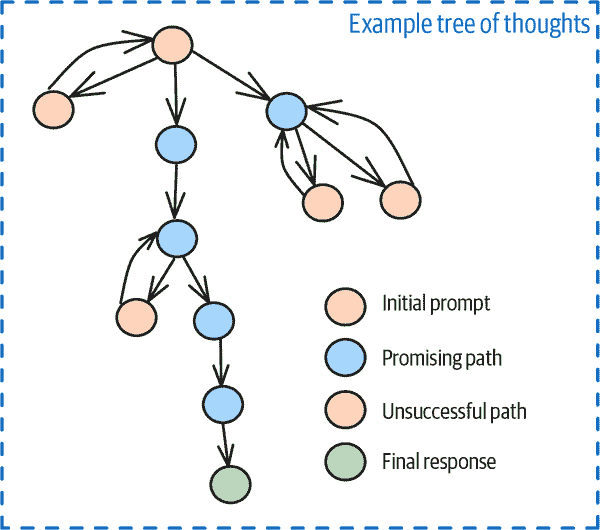 Example tree of thoughts
Initial prompt
Promising path
Unsuccessful path
Final response